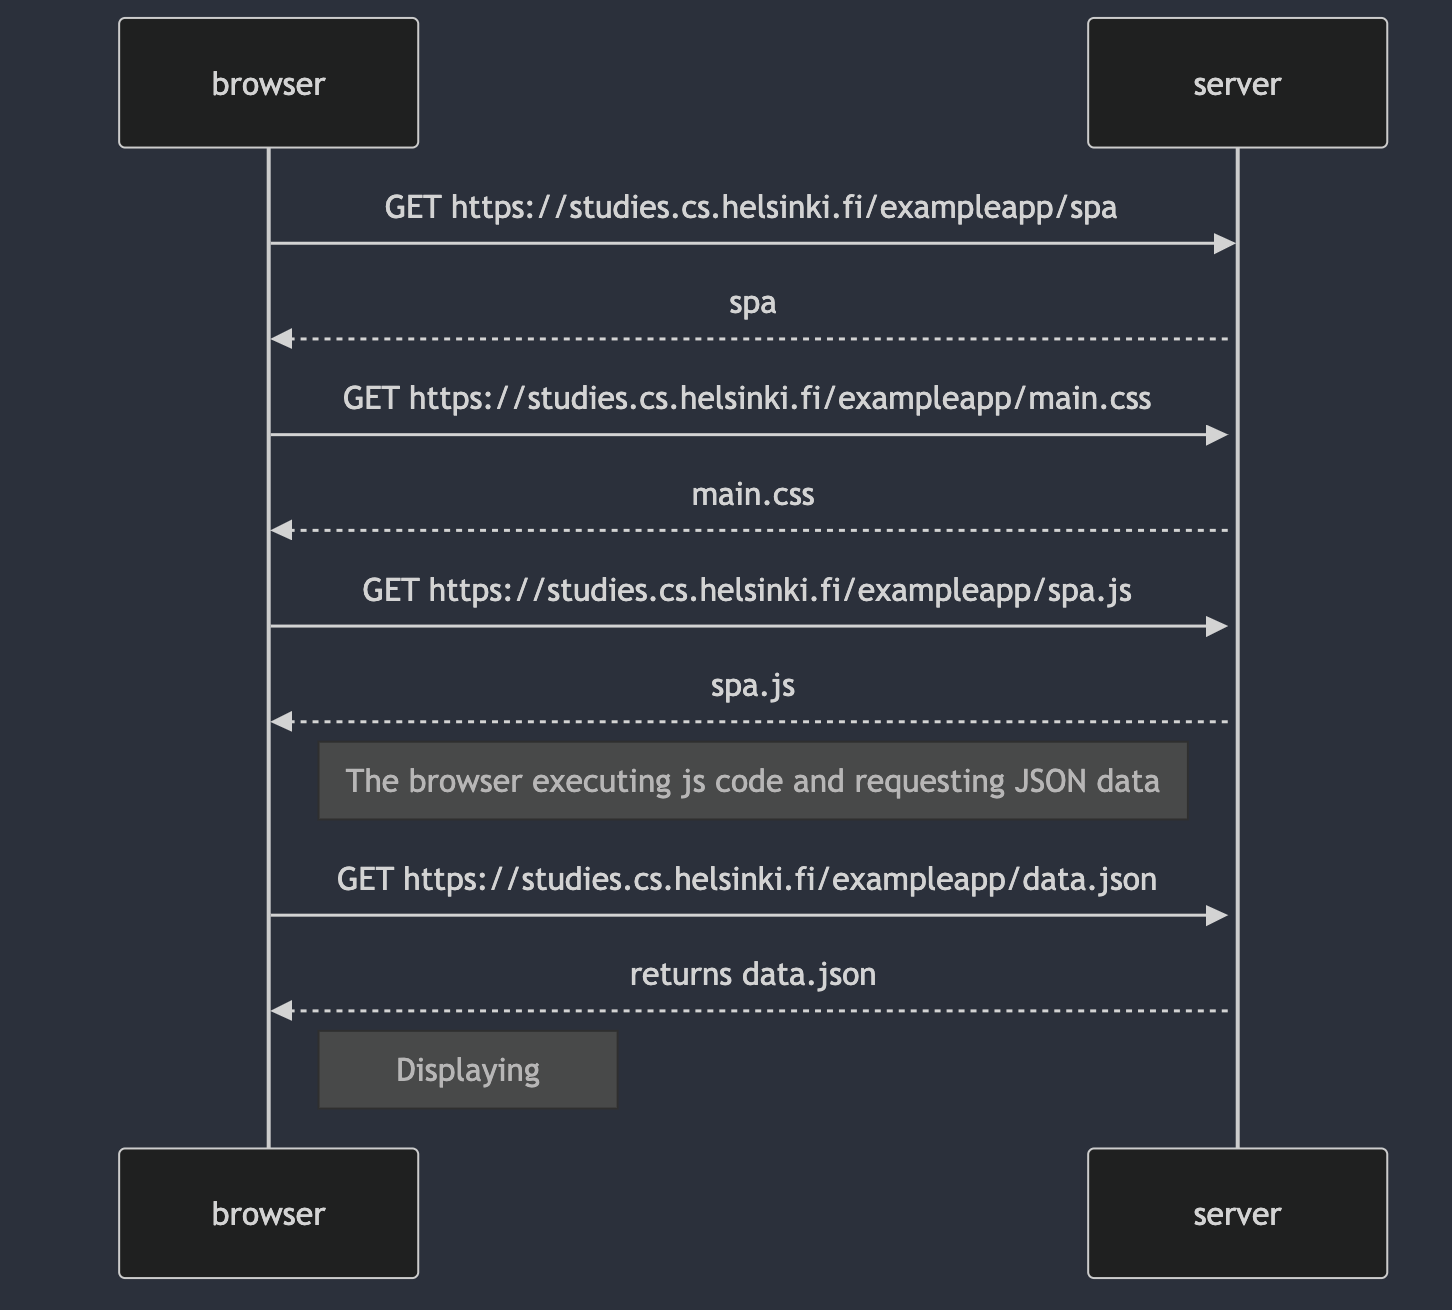 browser
server
GET https://studies.cs.helsinki.fi/exampleapp/spa
spa
GET https://studies.cs.helsinki.fi/exampleapp/main.css
main.css
GET https://studies.cs.helsinki.fi/exampleapp/spa.js
spa.js
The browser executing js code and requesting JSON data
GET https://studies.cs.helsinki.fi/exampleapp/data.json
returns data.json
Displaying
browser
server